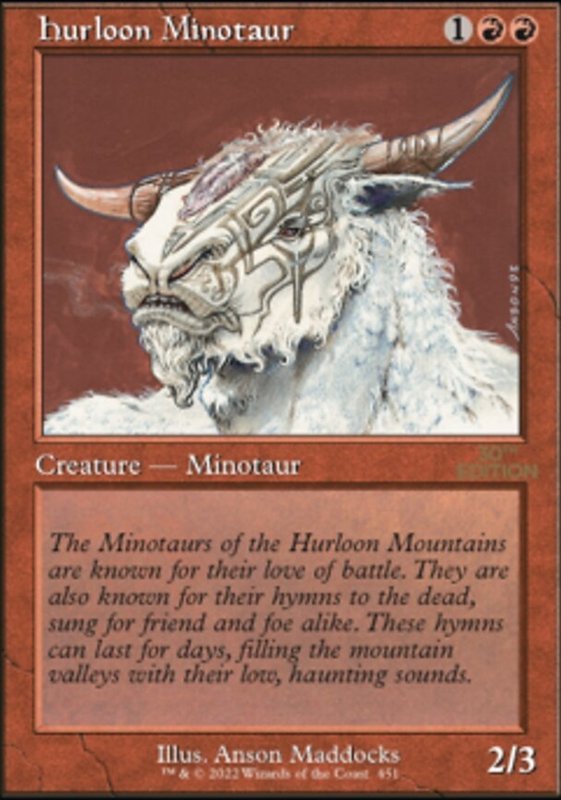 Hurloon Minotaur 1
ANSON 93
Creature — Minotaur
30TH
EDITION
The Minotaurs of the Hurloon Mountains
are known for their love of battle. They are
also known for their hymns to the dead,
sung for friend and foe alike. These hymns
can last for days, filling the mountain
valleys with their low, haunting sounds.
Illus. Anson Maddocks
™ & © 2022 Wizards of the Coast 451
2/3